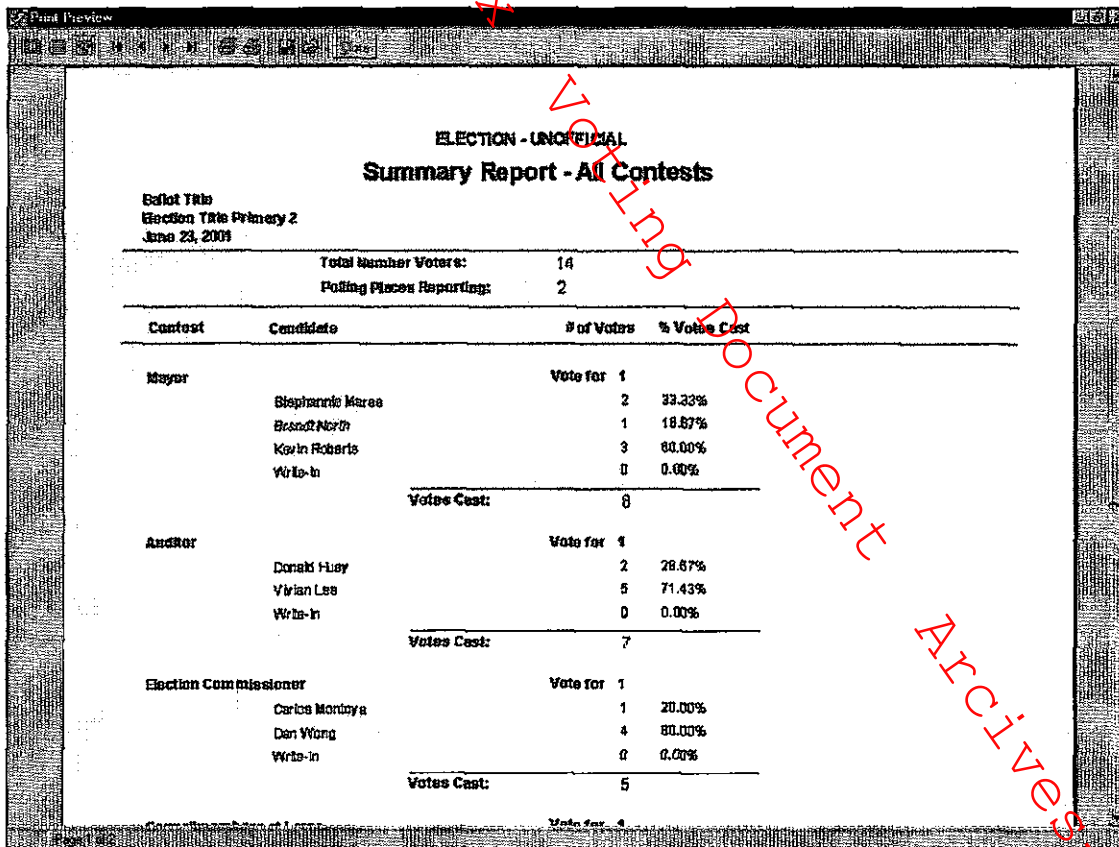 Print Preview
ELECTION - UNOFFICIAL
Summary Report - All Contests
Ballot Title
Election Title Primary 2
June 23, 2001
Total Number Voters: 14
Polling Places Reporting: 2
Contest Candidate # of Votes % Votes Cast
Mayor Vote for 1
Stephannie Maree 2 33.33%
Brandt North 1 16.67%
Kevin Roberts 3 50.00%
Write-In 0 0.00%
Votes Cast: 6
Auditor Vote for 1
Donald Huey 2 28.57%
Vivian Lee 5 71.43%
Write-In 0 0.00%
Votes Cast: 7
Election Commissioner Vote for 1
Carlos Montoya 1 20.00%
Dan Wong 4 80.00%
Write-In 0 0.00%
Votes Cast: 5
Vote for 1
Voting Document Arcives